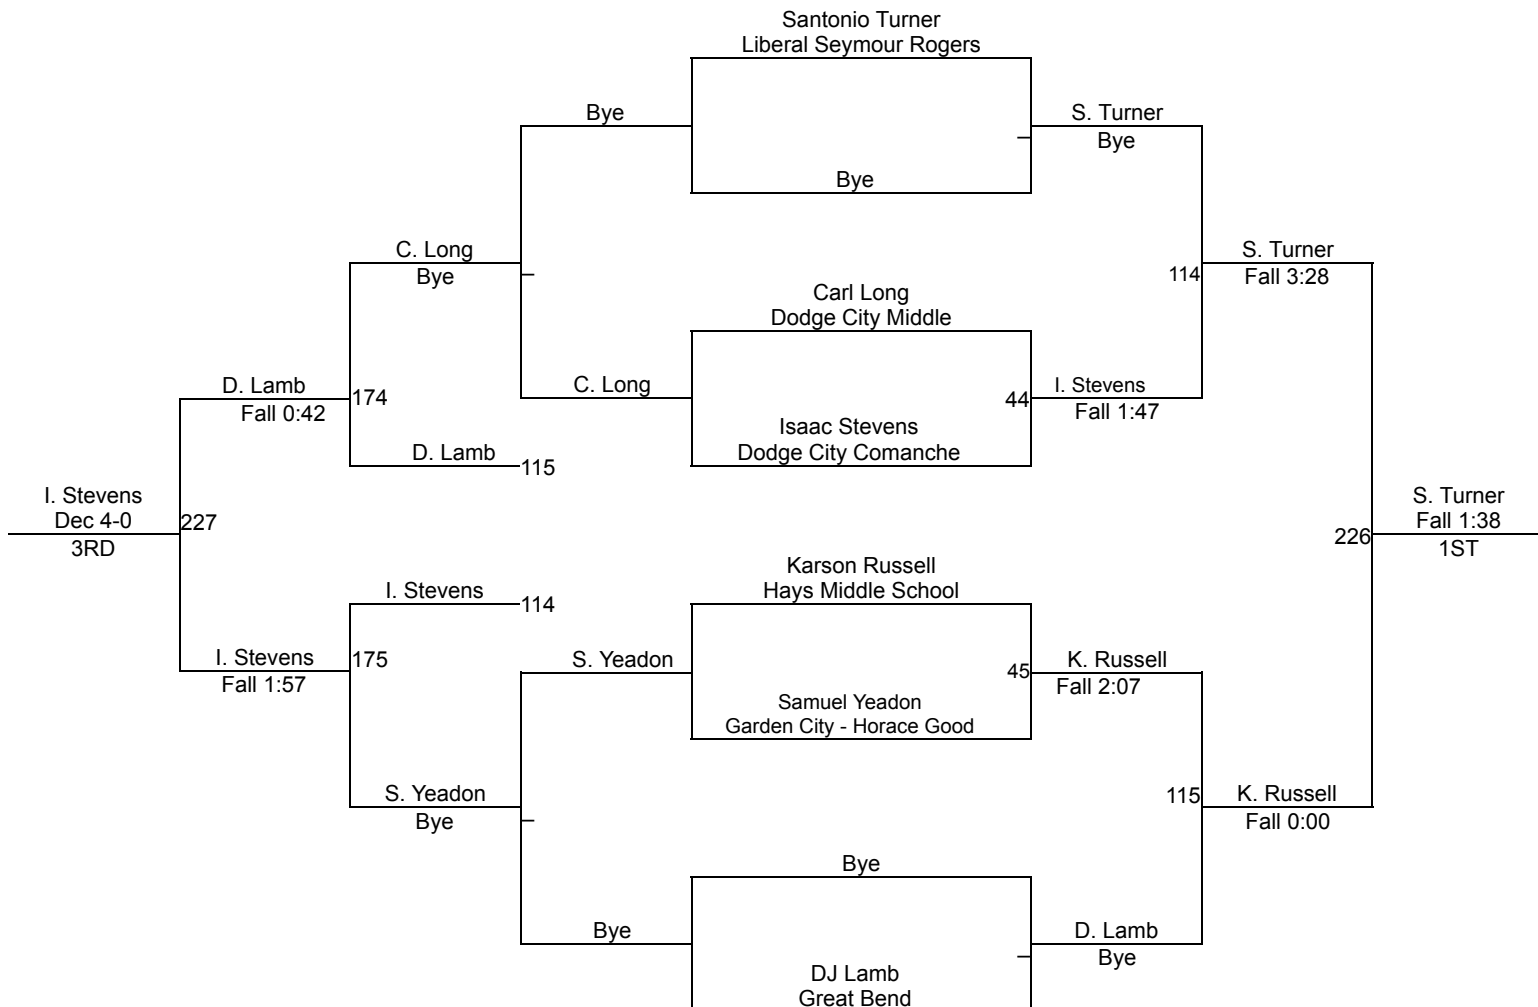 Santonio Turner
Liberal Seymour Rogers
Bye
S. Turner
Bye
Bye
C. Long
Bye
S. Turner
Fall 3:28
114
Carl Long
Dodge City Middle
D. Lamb
Fall 0:42
174
C. Long
44
I. Stevens
Fall 1:47
Isaac Stevens
Dodge City Comanche
D. Lamb
115
I. Stevens
Dec 4-0
3RD
227
S. Turner
Fall 1:38
1ST
226
Karson Russell
Hays Middle School
I. Stevens
114
I. Stevens
Fall 1:57
175
S. Yeadon
45
K. Russell
Fall 2:07
Samuel Yeadon
Garden City - Horace Good
S. Yeadon
Bye
115
K. Russell
Fall 0:00
Bye
Bye
D. Lamb
Bye
DJ Lamb
Great Bend